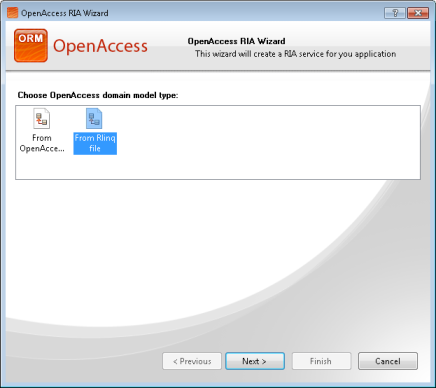 OpenAccess RIA Wizard
?
ORM
OpenAccess
OpenAccess RIA Wizard
This wizard will create a RIA service for you application
Choose OpenAccess domain model type:
From
OpenAcce...
From Rlinq
file
< Previous
Next >
Finish
Cancel